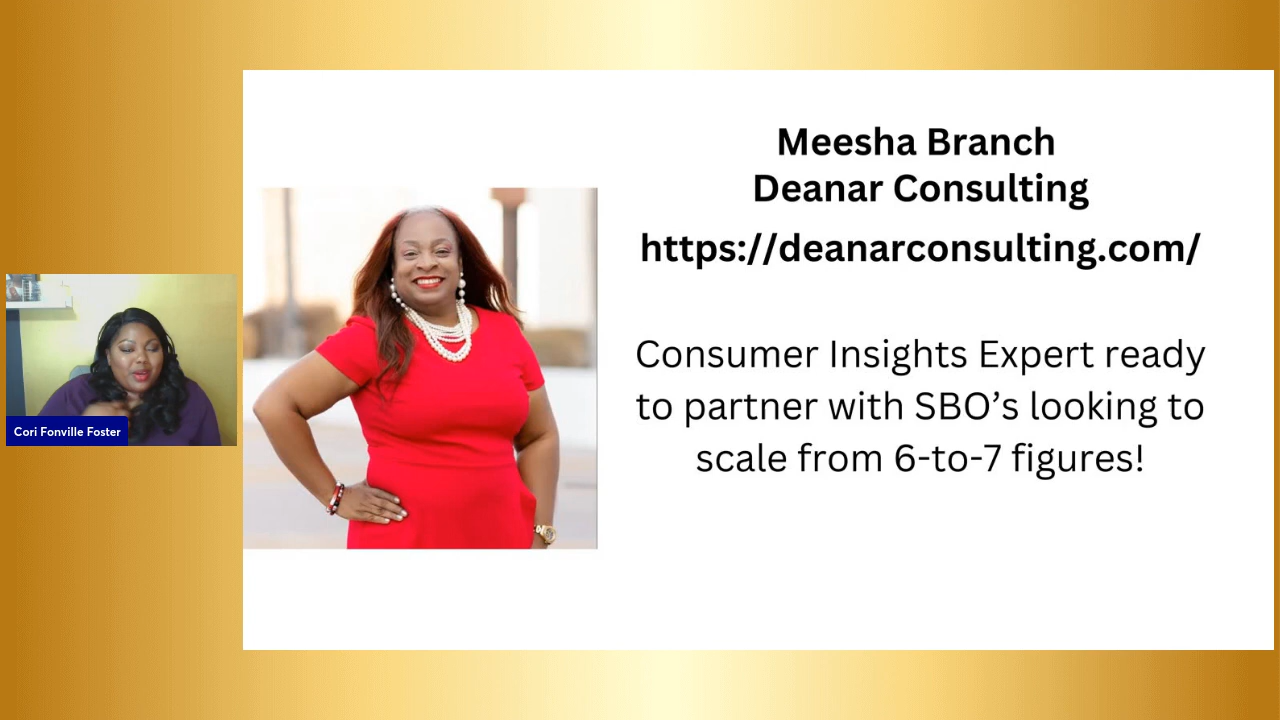 Meesha Branch
Deanar Consulting
https://deanarconsulting.com/
Consumer Insights Expert ready
to partner with SBO’s looking to
scale from 6-to-7 figures!
Cori Fonville Foster